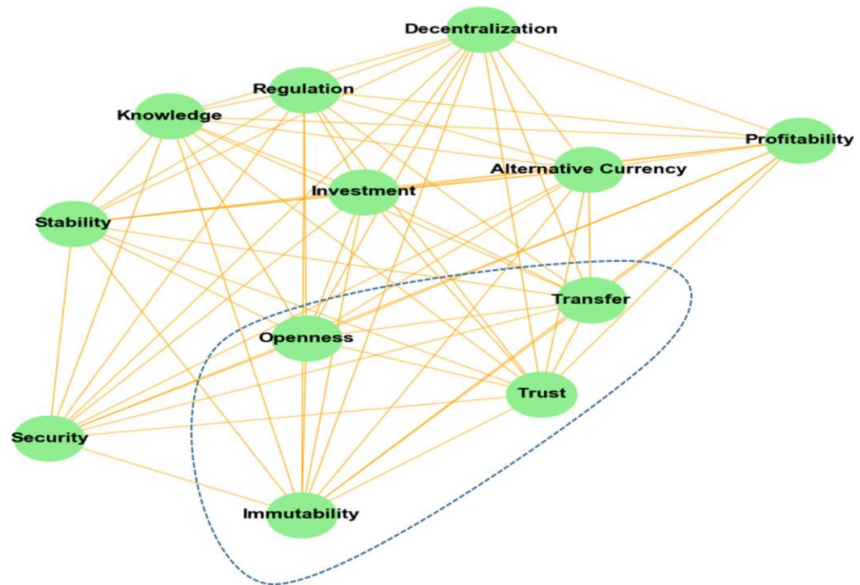 Decentralization
Regulation
Knowledge
Profitability
Alternative Currency
Investment
Stability
Transfer
Openness
Trust
Security
Immutability